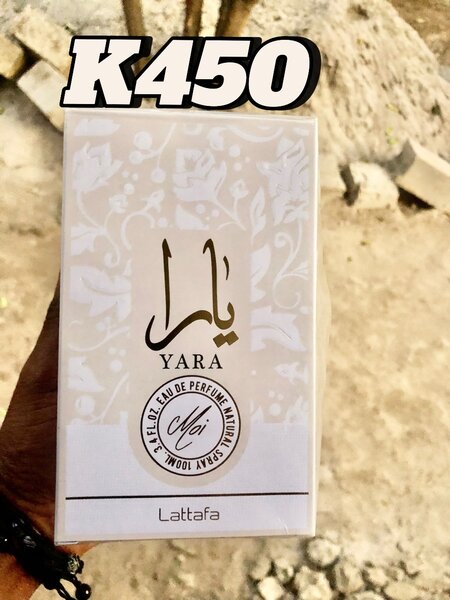 K450
يارا
YARA
EAU DE PERFUME NATURAL SPRAY 100ML. 3.4 FL.OZ.
Moi
Lattafa